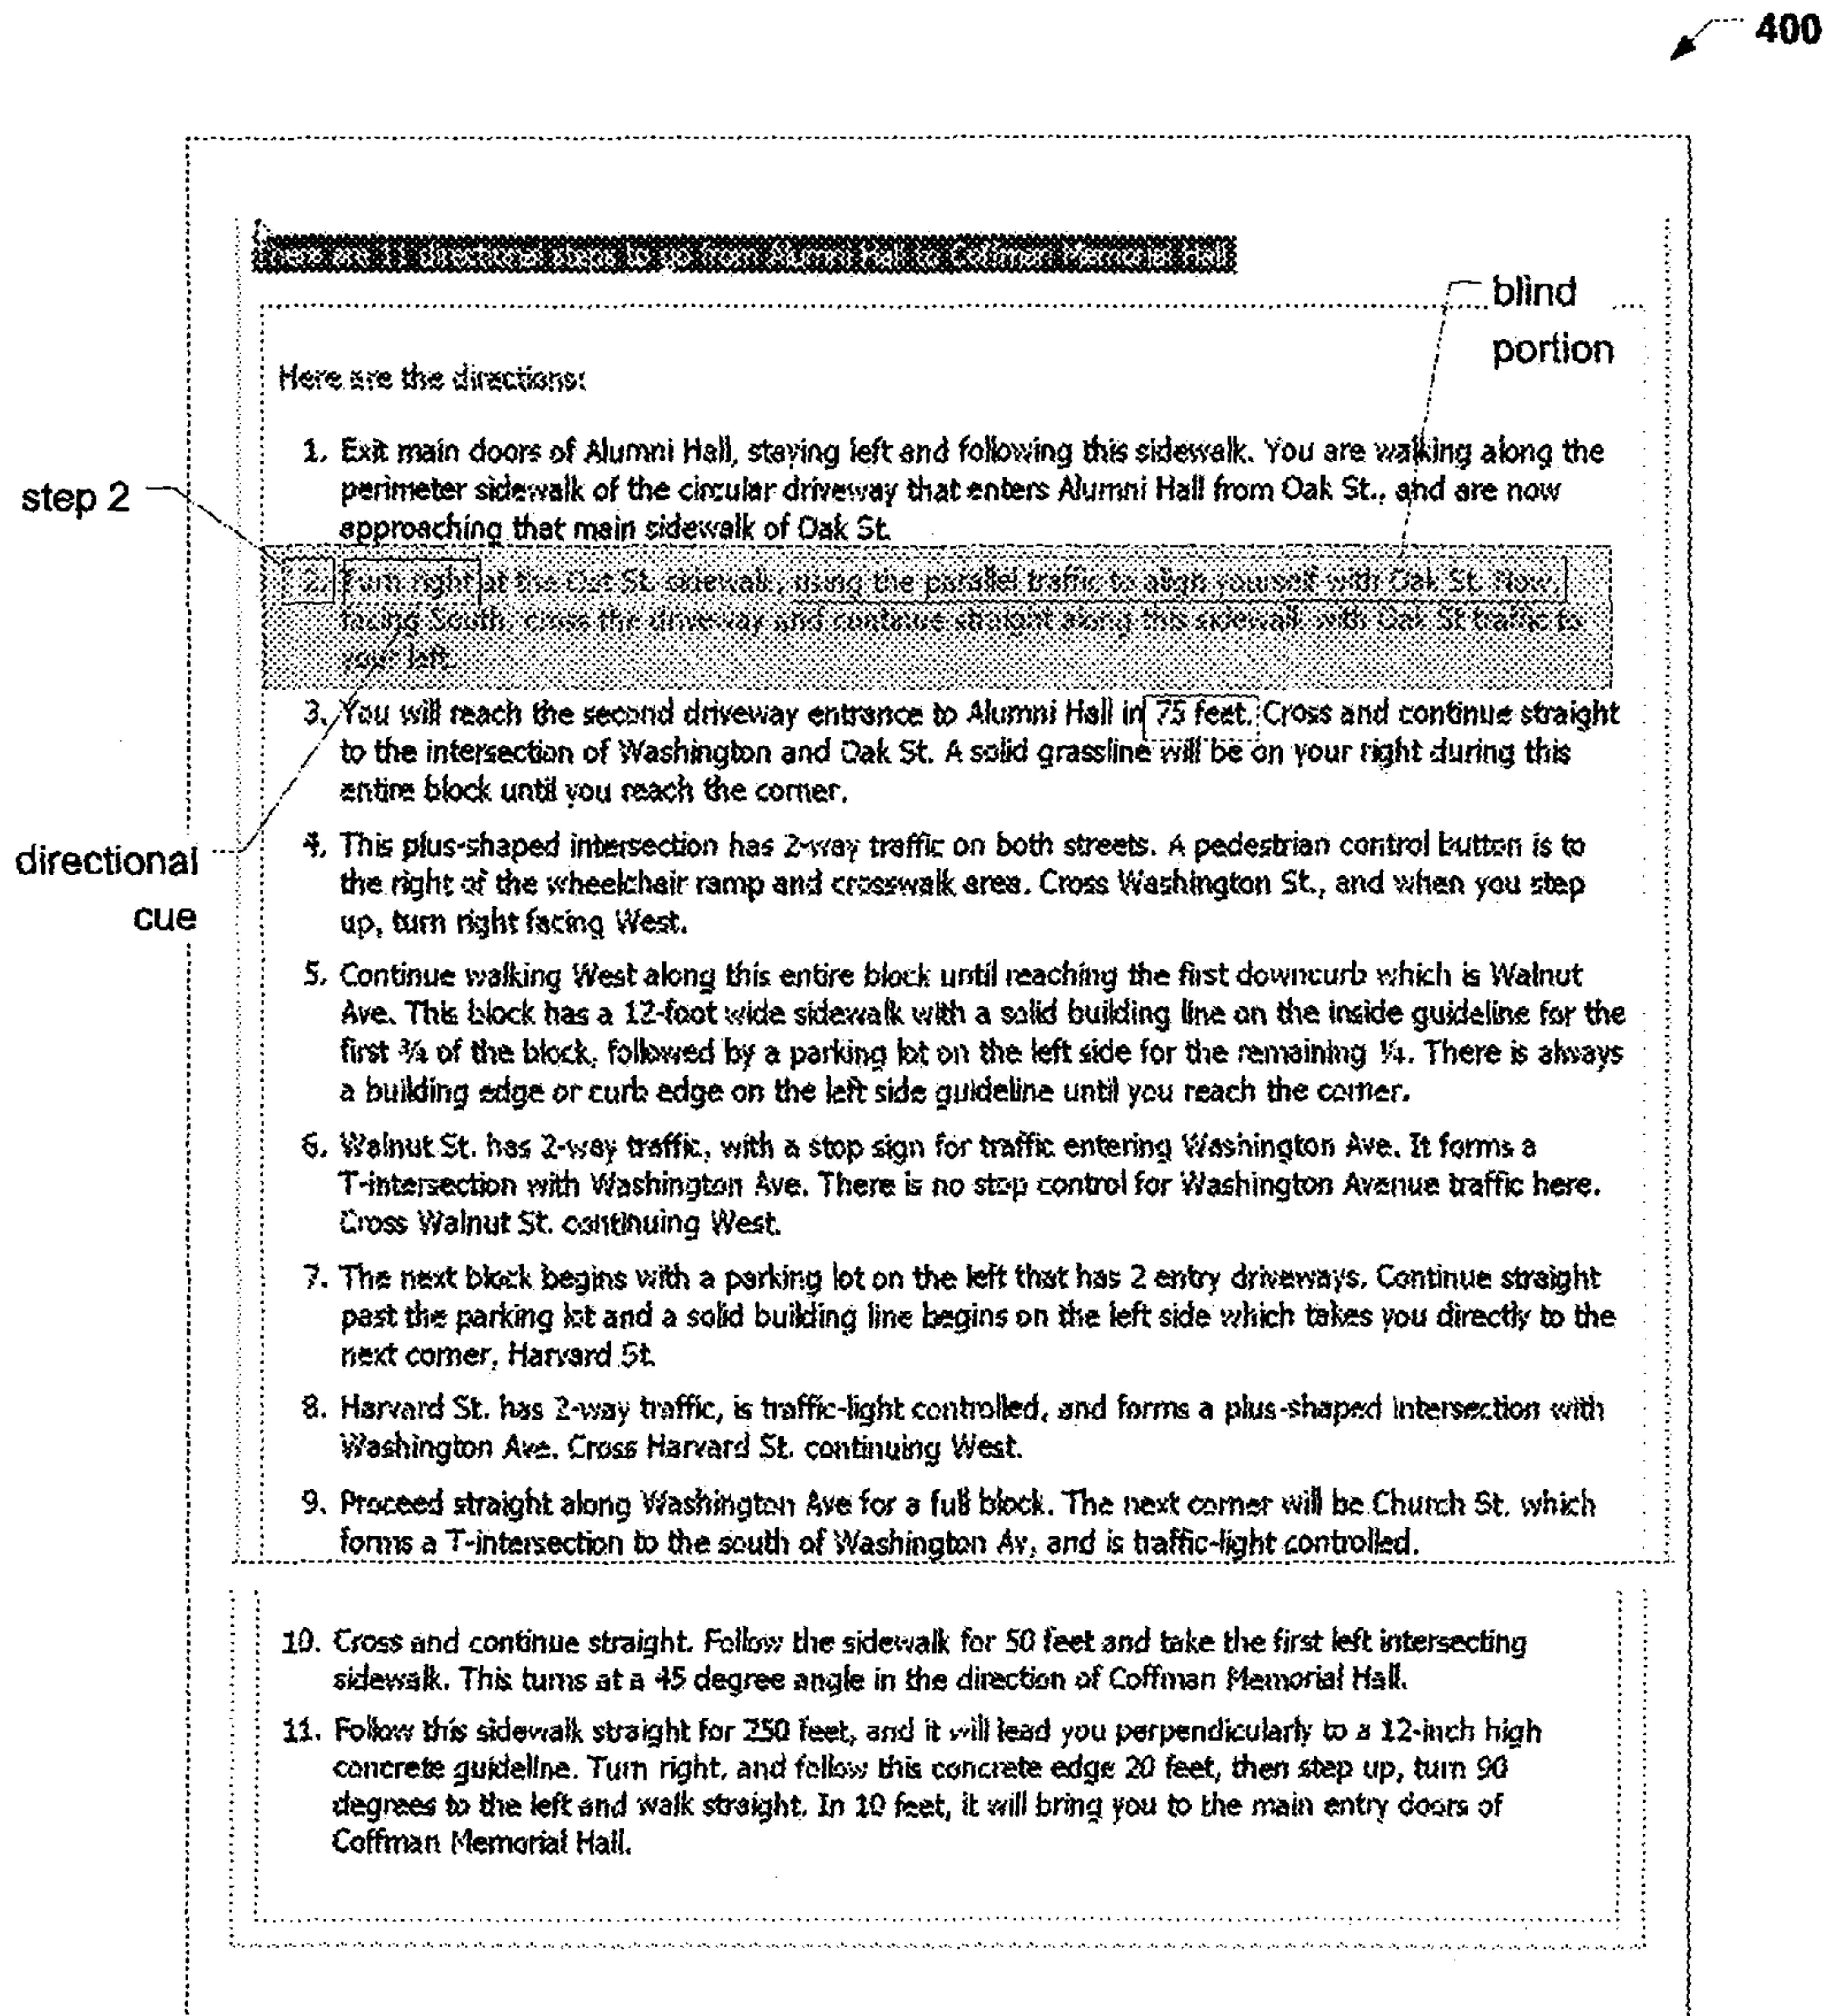 400
There are 11 directional steps to go from Alumni Hall to Coffman Memorial Hall
blind
portion
Here are the directions:
1. Exit main doors of Alumni Hall, staying left and following this sidewalk. You are walking along the
perimeter sidewalk of the circular driveway that enters Alumni Hall from Oak St., and are now
approaching that main sidewalk of Oak St.
step 2
2. Turn right at the Oak St. sidewalk, using the parallel traffic to align yourself with Oak St. Now
facing South, cross the driveway and continue straight along this sidewalk with Oak St traffic to
your left.
3. You will reach the second driveway entrance to Alumni Hall in 75 feet. Cross and continue straight
to the intersection of Washington and Oak St. A solid grassline will be on your right during this
entire block until you reach the corner.
directional
cue
4. This plus-shaped intersection has 2-way traffic on both streets. A pedestrian control button is to
the right of the wheelchair ramp and crosswalk area. Cross Washington St., and when you step
up, turn right facing West.
5. Continue walking West along this entire block until reaching the first downcurb which is Walnut
Ave. This block has a 12-foot wide sidewalk with a solid building line on the inside guideline for the
first ¾ of the block, followed by a parking lot on the left side for the remaining ¼. There is always
a building edge or curb edge on the left side guideline until you reach the corner.
6. Walnut St. has 2-way traffic, with a stop sign for traffic entering Washington Ave. It forms a
T-intersection with Washington Ave. There is no stop control for Washington Avenue traffic here.
Cross Walnut St. continuing West.
7. The next block begins with a parking lot on the left that has 2 entry driveways. Continue straight
past the parking lot and a solid building line begins on the left side which takes you directly to the
next corner, Harvard St.
8. Harvard St. has 2-way traffic, is traffic-light controlled, and forms a plus-shaped intersection with
Washington Ave. Cross Harvard St. continuing West.
9. Proceed straight along Washington Ave for a full block. The next corner will be Church St. which
forms a T-intersection to the south of Washington Av, and is traffic-light controlled.
10. Cross and continue straight. Follow the sidewalk for 50 feet and take the first left intersecting
sidewalk. This turns at a 45 degree angle in the direction of Coffman Memorial Hall.
11. Follow this sidewalk straight for 250 feet, and it will lead you perpendicularly to a 12-inch high
concrete guideline. Turn right, and follow this concrete edge 20 feet, then step up, turn 90
degrees to the left and walk straight. In 10 feet, it will bring you to the main entry doors of
Coffman Memorial Hall.